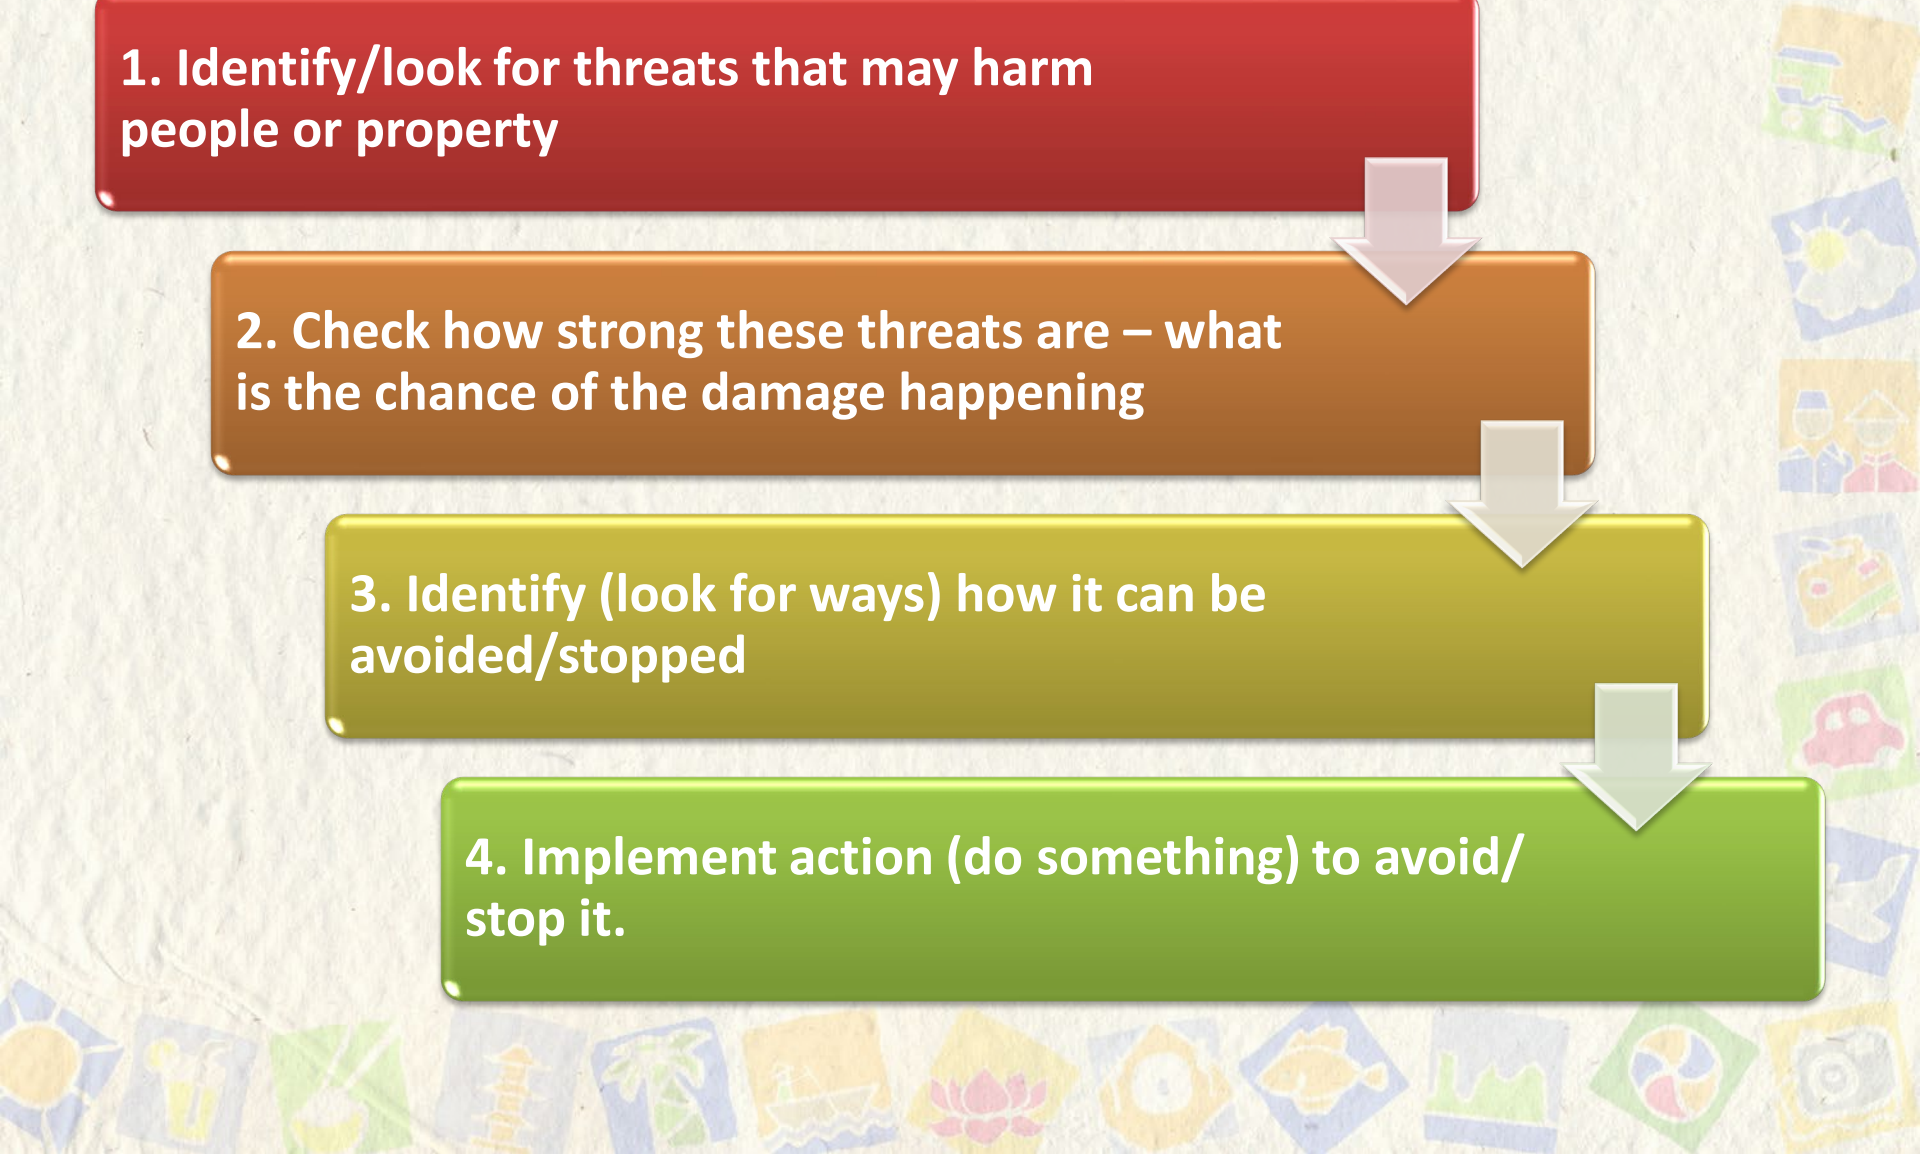 1. Identify/look for threats that may harm
people or property
2. Check how strong these threats are – what
is the chance of the damage happening
3. Identify (look for ways) how it can be
avoided/stopped
4. Implement action (do something) to avoid/
stop it.